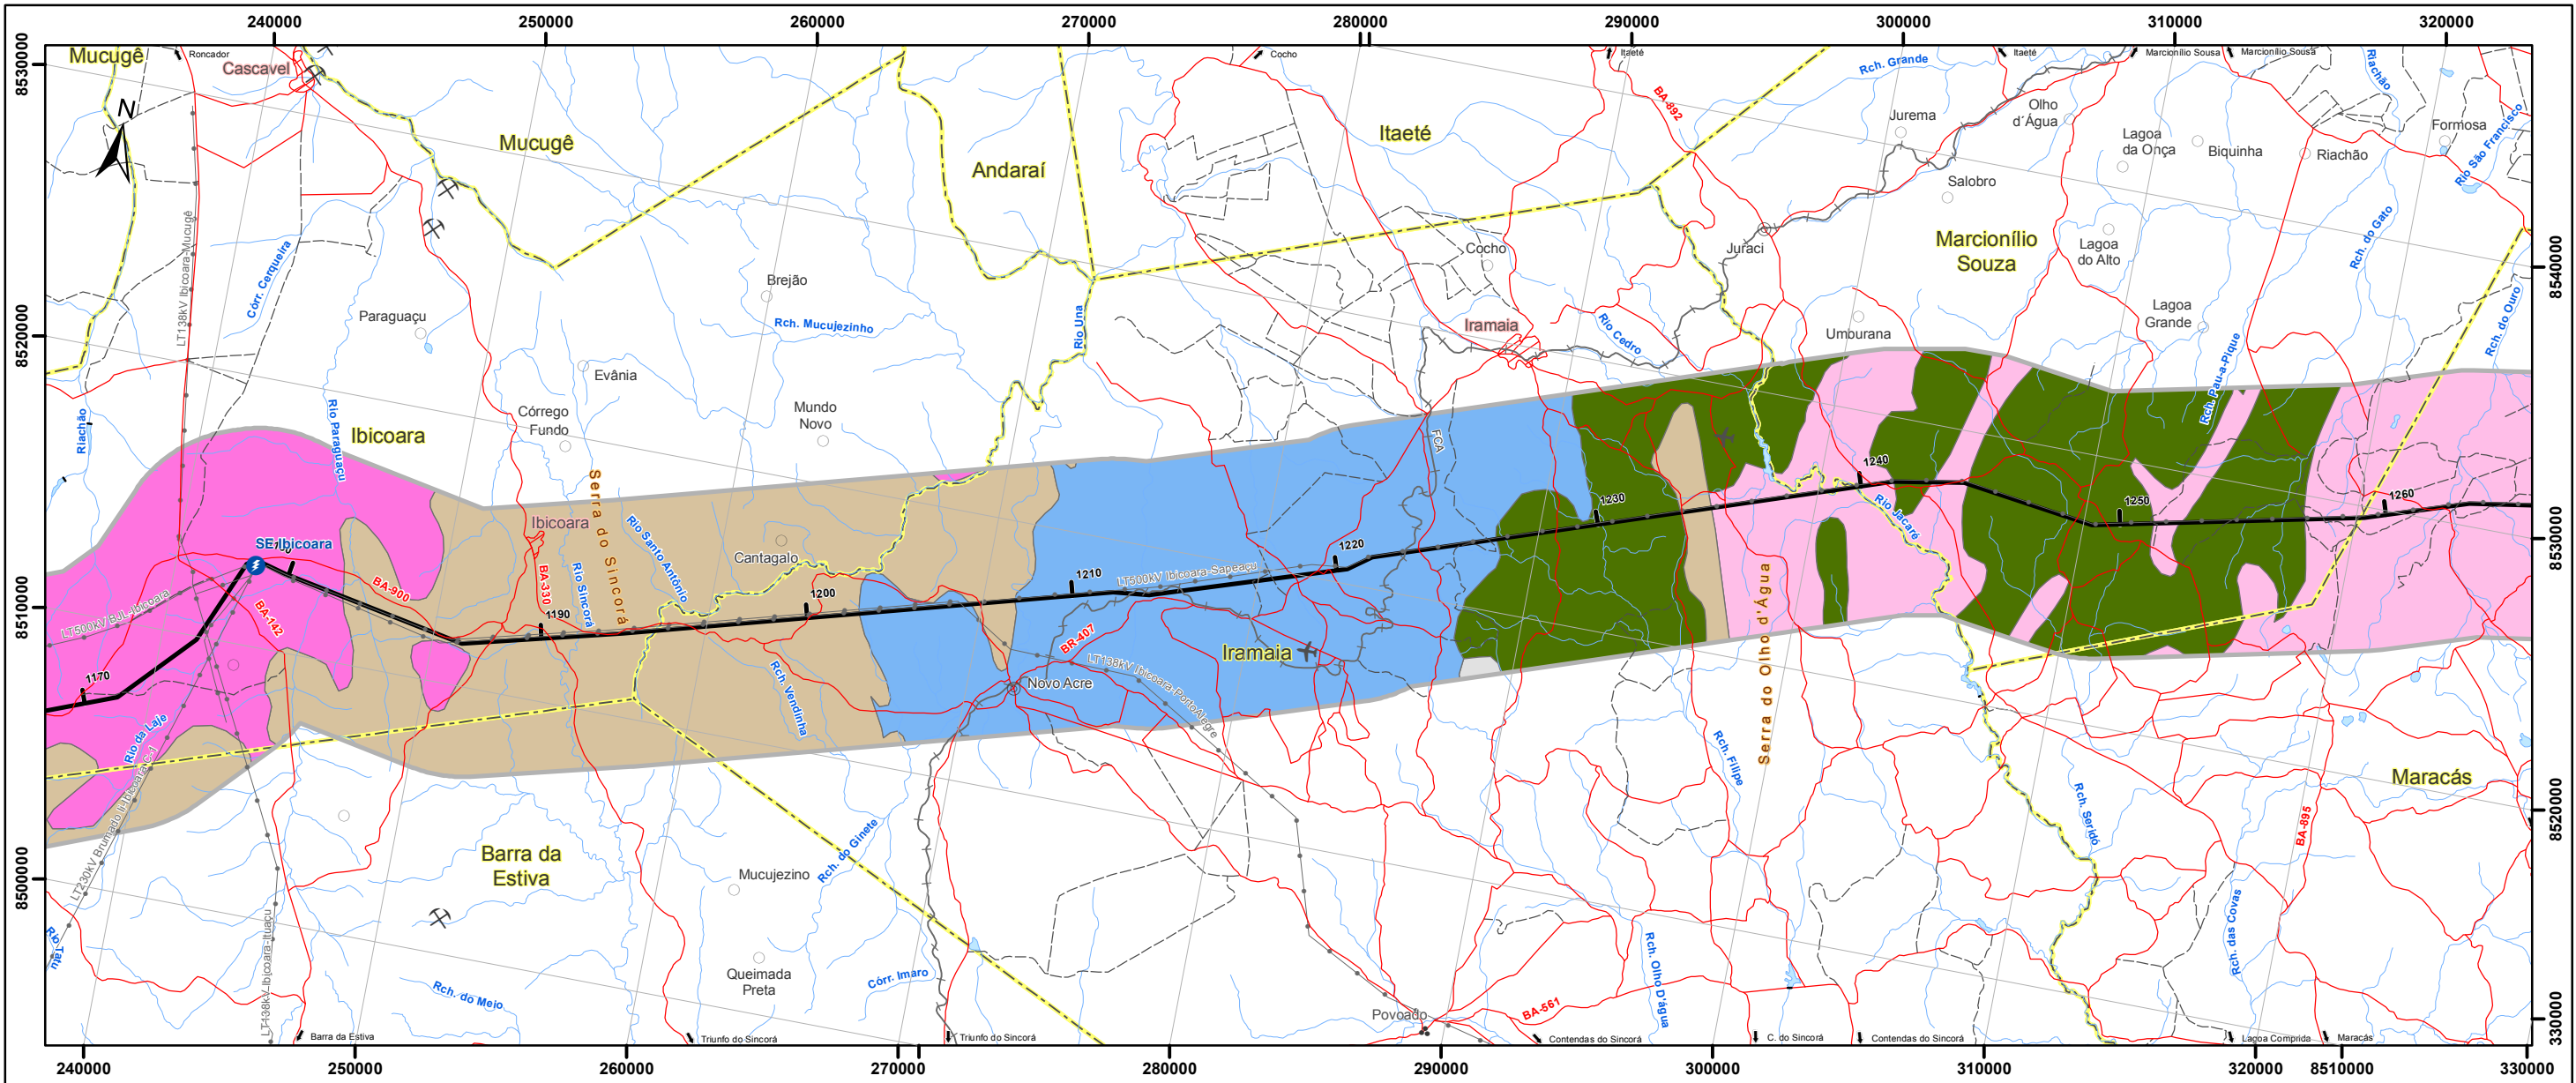 240000
250000
260000
270000
280000
290000
300000
310000
320000
8530000
8520000
8510000
8500000
8540000
8530000
8520000
330000
Mucugê
Roncador
Cascavel
N
Mucugê
Andaraí
Cocho
Itaeté
BA-892
Itaeté
Rch. Grande
Itaeté
Marcionílio Sousa
Marcionílio Sousa
Riachão
Olho
d´Água
Jurema
Lagoa
da Onça
Biquinha
Riachão
Formosa
Rio São Francisco
Salobro
LT138kV Ibicoara-Mucugê
Córr. Cerqueira
Paraguaçu
Brejão
Rch. Mucujezinho
Rio Una
Cocho
Iramaia
Rio Cedro
Juraci
Marcionílio
Souza
Lagoa
do Alto
Rch. do Gato
Umourana
Lagoa
Grande
Rch. Pau-a-Pique
Rch. do Ouro
Riachão
Rio Paraguaçu
Ibicoara
Evânia
Córrego
Fundo
Mundo
Novo
FCA
Serra do Sincorá
Ibicoara
Rio Santo Antônio
Cantagalo
SE Ibicoara
BA-900
BA-330
Rio Sincorá
1190
1200
1210
LT500kV Ibicoara-Sapeaçu
1220
1230
1240
Rio Jacaré
1250
1260
LT500kV BJL-Ibicoara
BA-142
1170
Rio da Laje
LT230kV Brumado II-Ibicoara C-1
Rch. Vendinha
BR-407
LT138kV Ibicoara-PortoAlegre
Novo Acre
Iramaia
Serra do Olho d´Água
Rch. Filipe
Maracás
Rch. Seridó
BA-895
Barra da
Estiva
Mucujezino
Rch. do Ginete
Queimada
Preta
Córr. Imaro
Rch. do Meio
Rio Tatu
LT138kV-Ibicoara-Ituaçu
Rch. Olho D'água
Rch. das Covas
Povoado
BA-561
Barra da Estiva
Triunfo do Sincorá
Triunfo do Sincorá
Contendas do Sincorá
C. do Sincorá
Contendas do Sincorá
Lagoa Comprida
Maracás
240000
250000
260000
270000
280000
290000
300000
310000
320000
8510000
330000